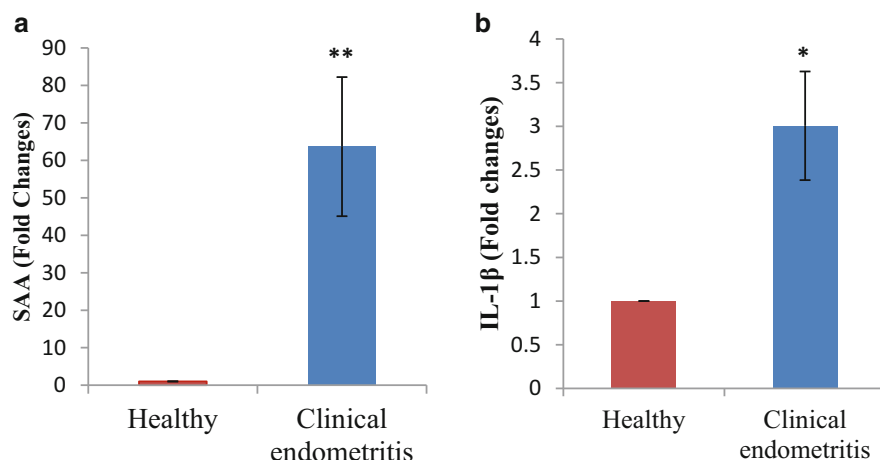 a
SAA (Fold Changes)
90
80
70
60
50
40
30
20
10
0
**
Healthy
Clinical
endometritis
b
IL-1β (Fold changes)
4
3.5
3
2.5
2
1.5
1
0.5
0
*
Healthy
Clinical
endometritis